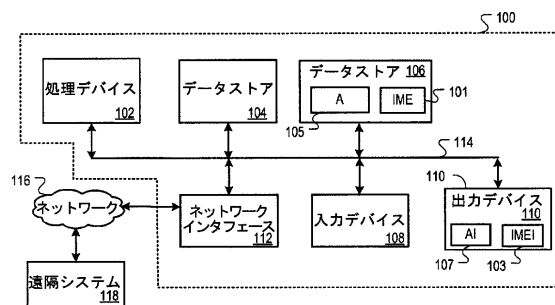 100
処理デバイス
102
データストア
104
データストア 106
A
IME
101
105
114
116
ネットワーク
ネットワーク
インタフェース
112
入力デバイス
108
110
出力デバイス
110
AI
IMEI
107
103
遠隔システム
118